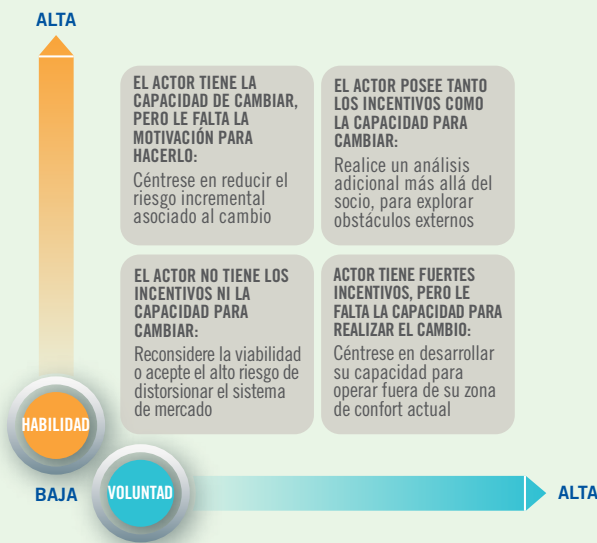 ALTA
EL ACTOR TIENE LA
CAPACIDAD DE CAMBIAR,
PERO LE FALTA LA
MOTIVACIÓN PARA
HACERLO:
Céntrese en reducir el
riesgo incremental
asociado al cambio
EL ACTOR POSEE TANTO
LOS INCENTIVOS COMO
LA CAPACIDAD PARA
CAMBIAR:
Realice un análisis
adicional más allá del
socio, para explorar
obstáculos externos
EL ACTOR NO TIENE LOS
INCENTIVOS NI LA
CAPACIDAD PARA
CAMBIAR:
Reconsidere la viabilidad
o acepte el alto riesgo de
distorsionar el sistema
de mercado
ACTOR TIENE FUERTES
INCENTIVOS, PERO LE
FALTA LA CAPACIDAD PARA
REALIZAR EL CAMBIO:
Céntrese en desarrollar
su capacidad para
operar fuera de su zona
de confort actual
HABILIDAD
BAJA
VOLUNTAD
ALTA